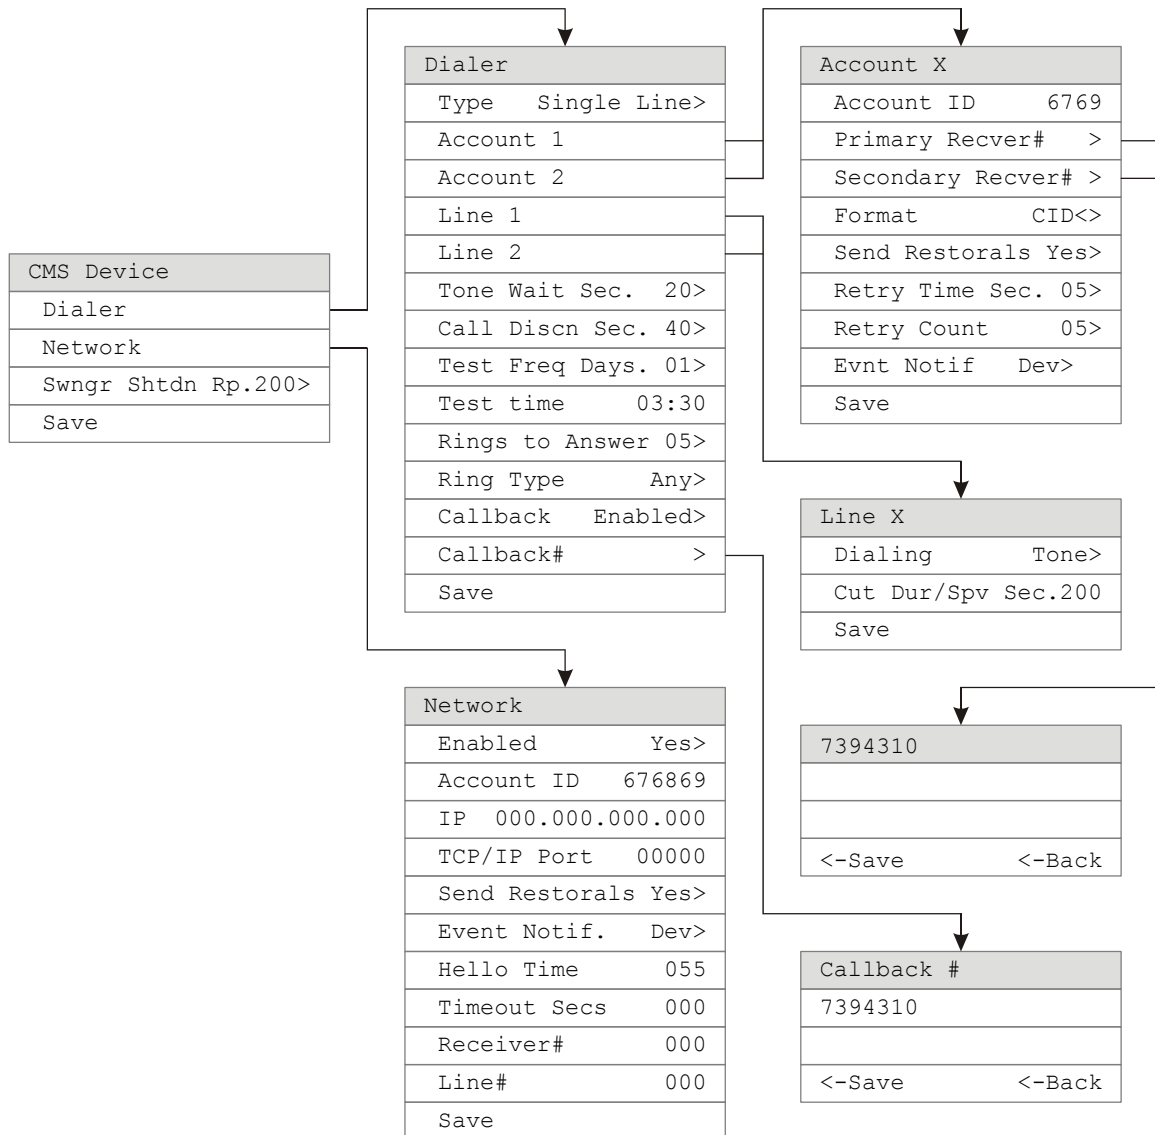 CMS Device
Dialer
Network
Swngr Shtdn Rp.200>
Save
Dialer
Type Single Line>
Account 1
Account 2
Line 1
Line 2
Tone Wait Sec. 20>
Call Discn Sec. 40>
Test Freq Days. 01>
Test time 03:30
Rings to Answer 05>
Ring Type Any>
Callback Enabled>
Callback# >
Save
Network
Enabled Yes>
Account ID 676869
IP 000.000.000.000
TCP/IP Port 00000
Send Restorals Yes>
Event Notif. Dev>
Hello Time 055
Timeout Secs 000
Receiver# 000
Line# 000
Save
Account X
Account ID 6769
Primary Recver# >
Secondary Recver# >
Format CID<>
Send Restorals Yes>
Retry Time Sec. 05>
Retry Count 05>
Evnt Notif Dev>
Save
Line X
Dialing Tone>
Cut Dur/Spv Sec.200
Save
7394310
<-Save <-Back
Callback #
7394310
<-Save <-Back